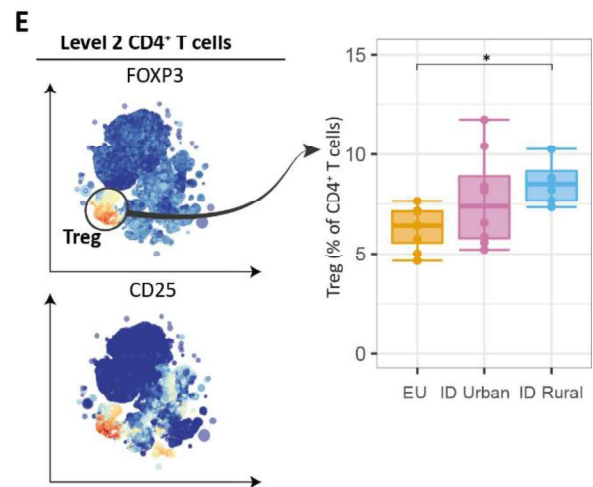 E
Level 2 CD4⁺ T cells
FOXP3
Treg
CD25
Treg (% of CD4⁺ T cells)
15
10
5
0
*
EU ID Urban ID Rural